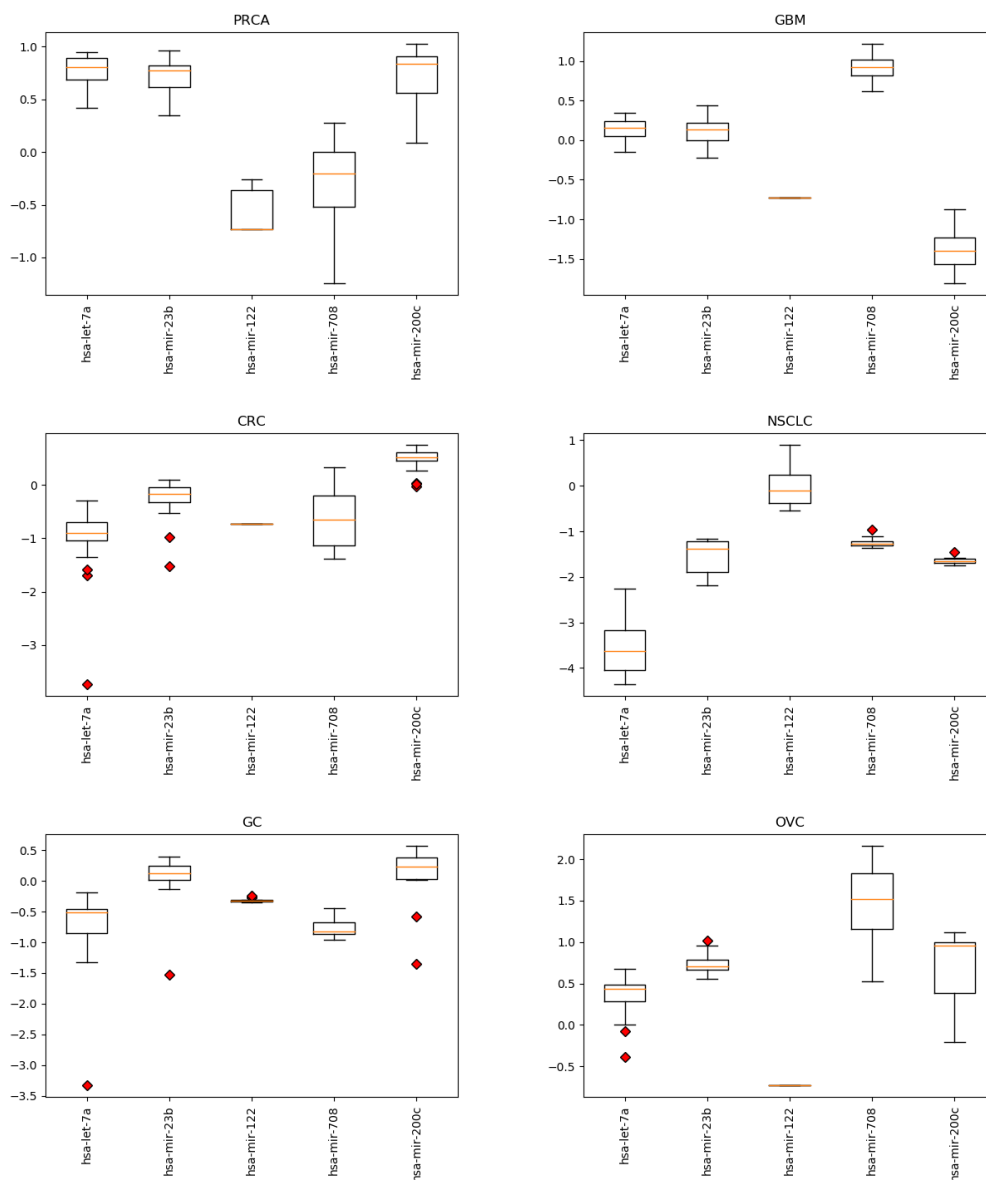 PRCA
1.0
0.5
0.0
−0.5
−1.0
hsa-let-7a
hsa-mir-23b
hsa-mir-122
hsa-mir-708
hsa-mir-200c
GBM
1.0
0.5
0.0
−0.5
−1.0
−1.5
hsa-let-7a
hsa-mir-23b
hsa-mir-122
hsa-mir-708
hsa-mir-200c
CRC
0
−1
−2
−3
hsa-let-7a
hsa-mir-23b
hsa-mir-122
hsa-mir-708
hsa-mir-200c
NSCLC
1
0
−1
−2
−3
−4
hsa-let-7a
hsa-mir-23b
hsa-mir-122
hsa-mir-708
hsa-mir-200c
GC
0.5
0.0
−0.5
−1.0
−1.5
−2.0
−2.5
−3.0
−3.5
hsa-let-7a
hsa-mir-23b
hsa-mir-122
hsa-mir-708
hsa-mir-200c
OVC
2.0
1.5
1.0
0.5
0.0
−0.5
hsa-let-7a
hsa-mir-23b
hsa-mir-122
hsa-mir-708
hsa-mir-200c